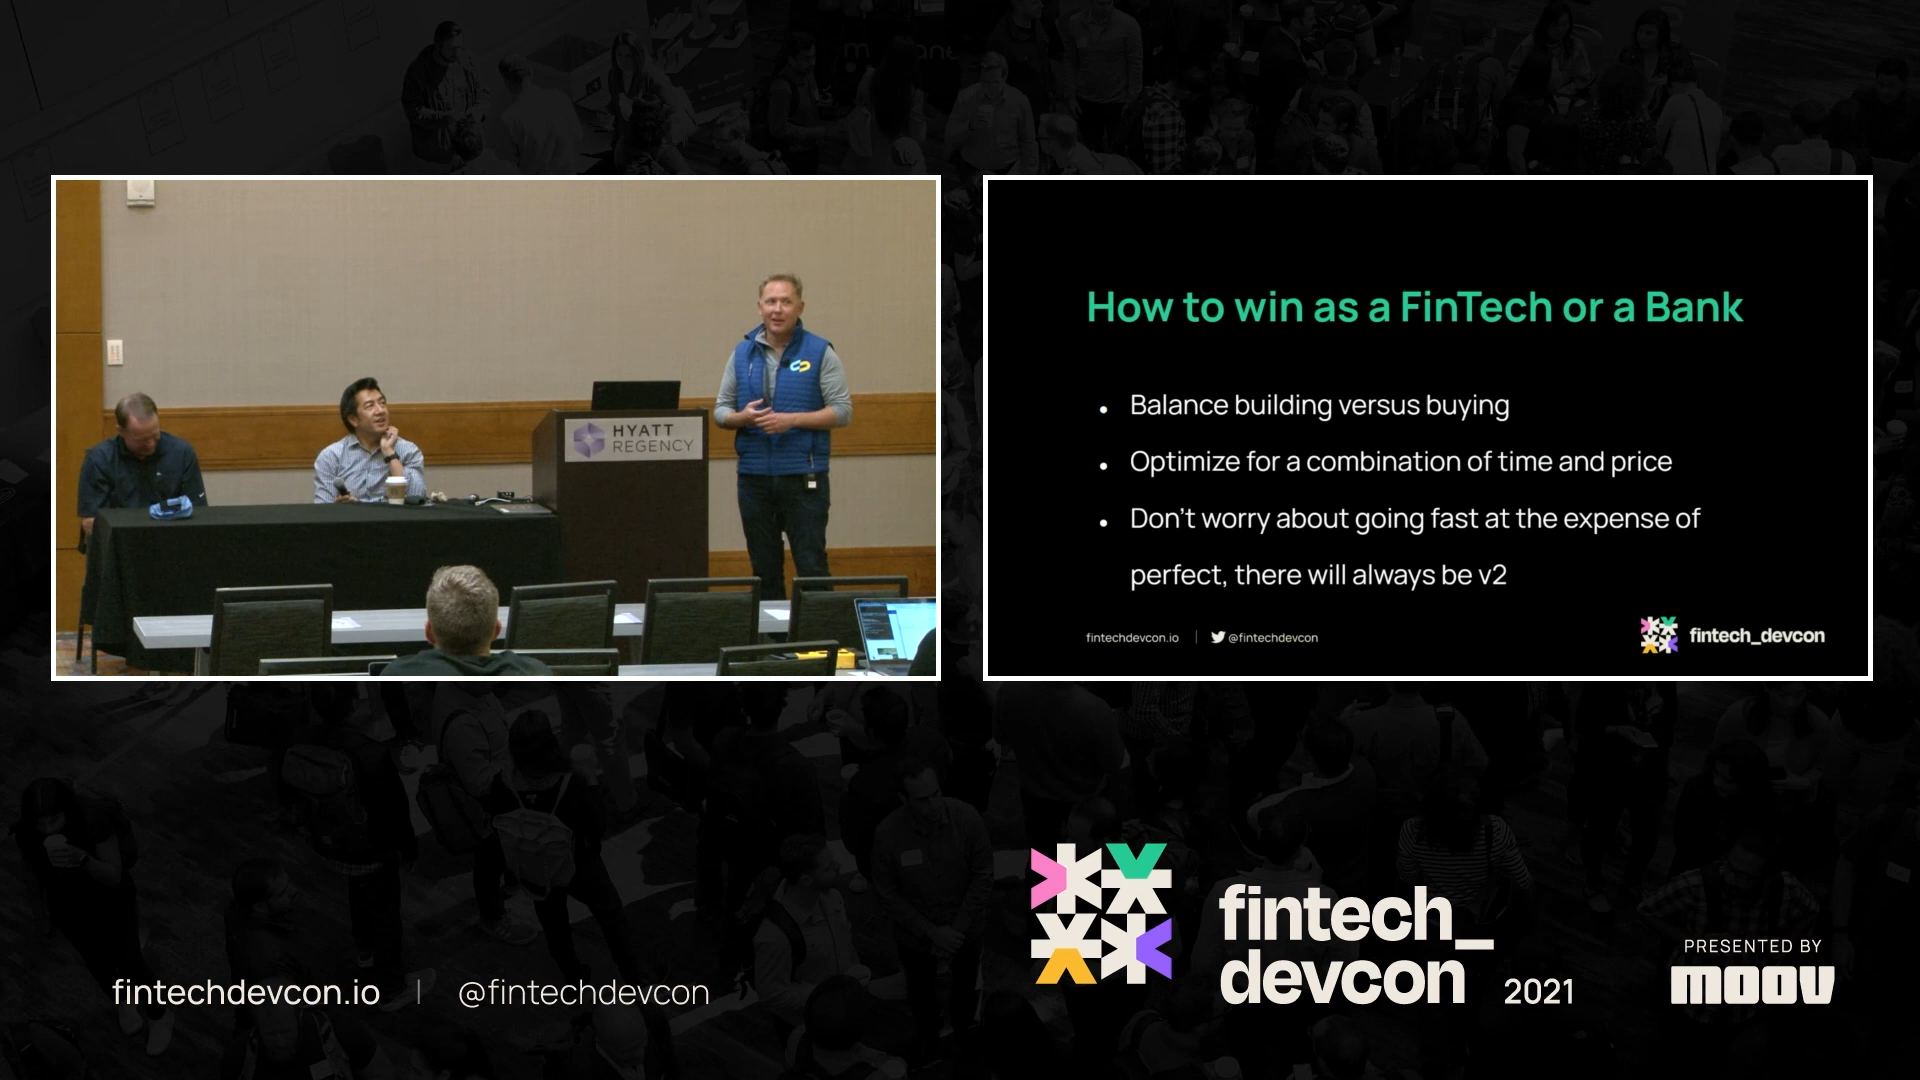 HYATT
REGENCY
How to win as a FinTech or a Bank
• Balance building versus buying
• Optimize for a combination of time and price
• Don't worry about going fast at the expense of
perfect, there will always be v2
fintechdevcon.io | @fintechdevcon
fintech_devcon
fintechdevcon.io | @fintechdevcon
fintech_
devcon 2021
PRESENTED BY
moov